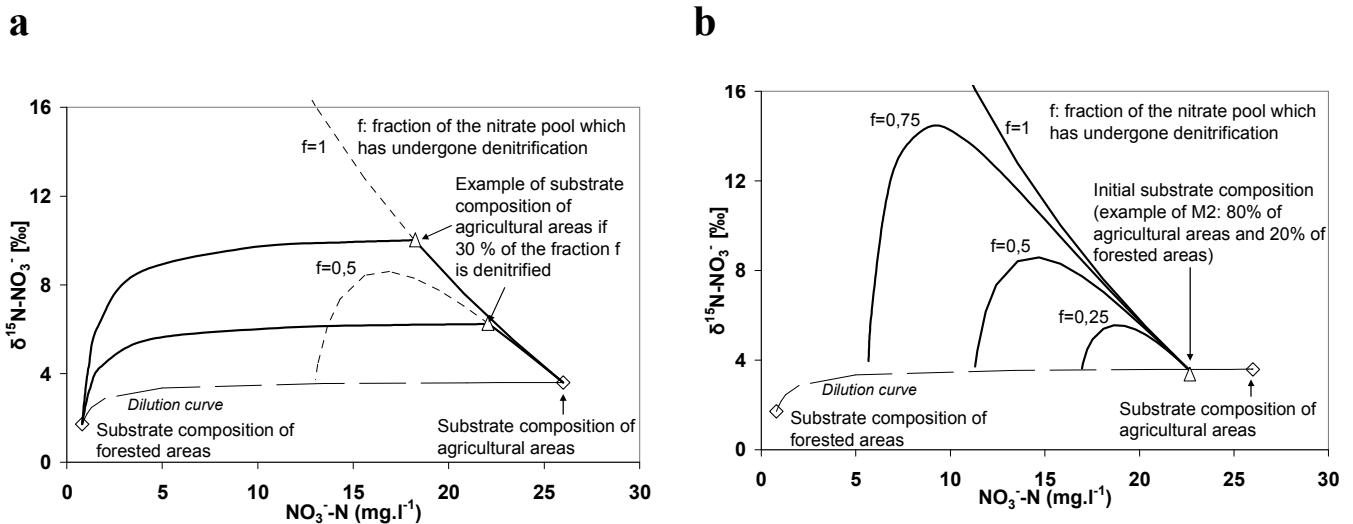 a
16
12
8
4
0
0 5 10 15 20 25 30
δ15N-NO3- [‰]
NO3--N (mg.l-1)
f: fraction of the nitrate pool which
has undergone denitrification
f=1
Example of substrate
composition of
agricultural areas if
30 % of the fraction f
is denitrified
f=0,5
Dilution curve
Substrate composition of
forested areas
Substrate composition of
agricultural areas
b
16
12
8
4
0
0 5 10 15 20 25 30
δ15N-NO3- [‰]
NO3--N (mg.l-1)
f: fraction of the nitrate pool which
has undergone denitrification
f=0,75
f=1
Initial substrate composition
(example of M2: 80% of
agricultural areas and 20% of
forested areas)
f=0,5
f=0,25
Dilution curve
Substrate composition of
forested areas
Substrate composition of
agricultural areas